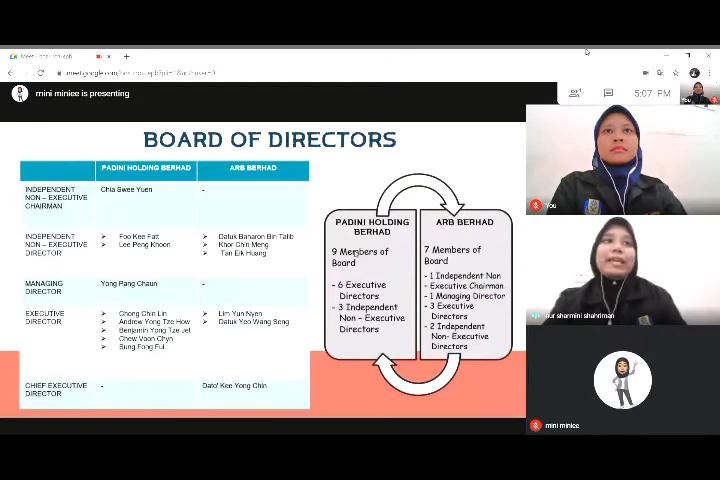 mini miniee is presenting
5:07 PM
You
BOARD OF DIRECTORS
PADINI HOLDING BERHAD
ARB BERHAD
INDEPENDENT
NON – EXECUTIVE
CHAIRMAN
Chia Swee Yuen
-
INDEPENDENT
NON – EXECUTIVE
DIRECTOR
Foo Kee Fatt
Lee Peng Khoon
Datuk Baharon Bin Talib
Khor Chin Meng
Tan Eik Huang
MANAGING
DIRECTOR
Yong Pang Chaun
-
EXECUTIVE
DIRECTOR
Chong Chin Lin
Andrew Yong Tze How
Benjamin Yong Tze Jet
Chew Voon Chyn
Sung Fong Fui
Lim Yun Nyen
Datuk Yeo Wang Seng
CHIEF EXECUTIVE
DIRECTOR
-
Dato' Kee Yong Chin
PADINI HOLDING
BERHAD
9 Members of
Board
- 6 Executive
Directors
- 3 Independent
Non – Executive
Directors
ARB BERHAD
7 Members of
Board
- 1 Independent Non
- Executive Chairman
- 1 Managing Director
- 3 Executive
Directors
- 2 Independent
Non- Executive
Directors
You
nur sharmini shahriman
mini miniee